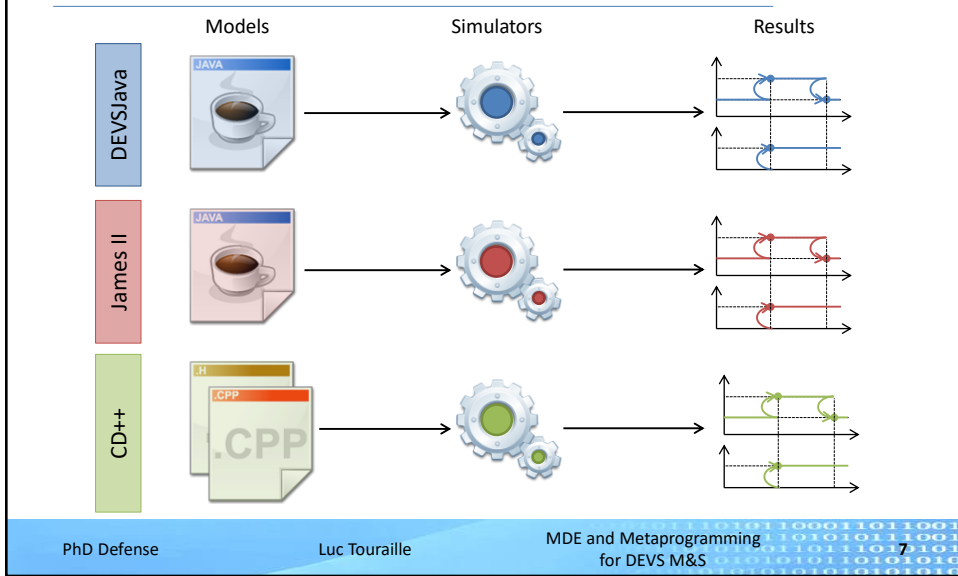 Models Simulators Results
DEVSJava
JAVA
James II
JAVA
CD++
.H
.CPP
.CPP
PhD Defense Luc Touraille MDE and Metaprogramming
for DEVS M&S 7